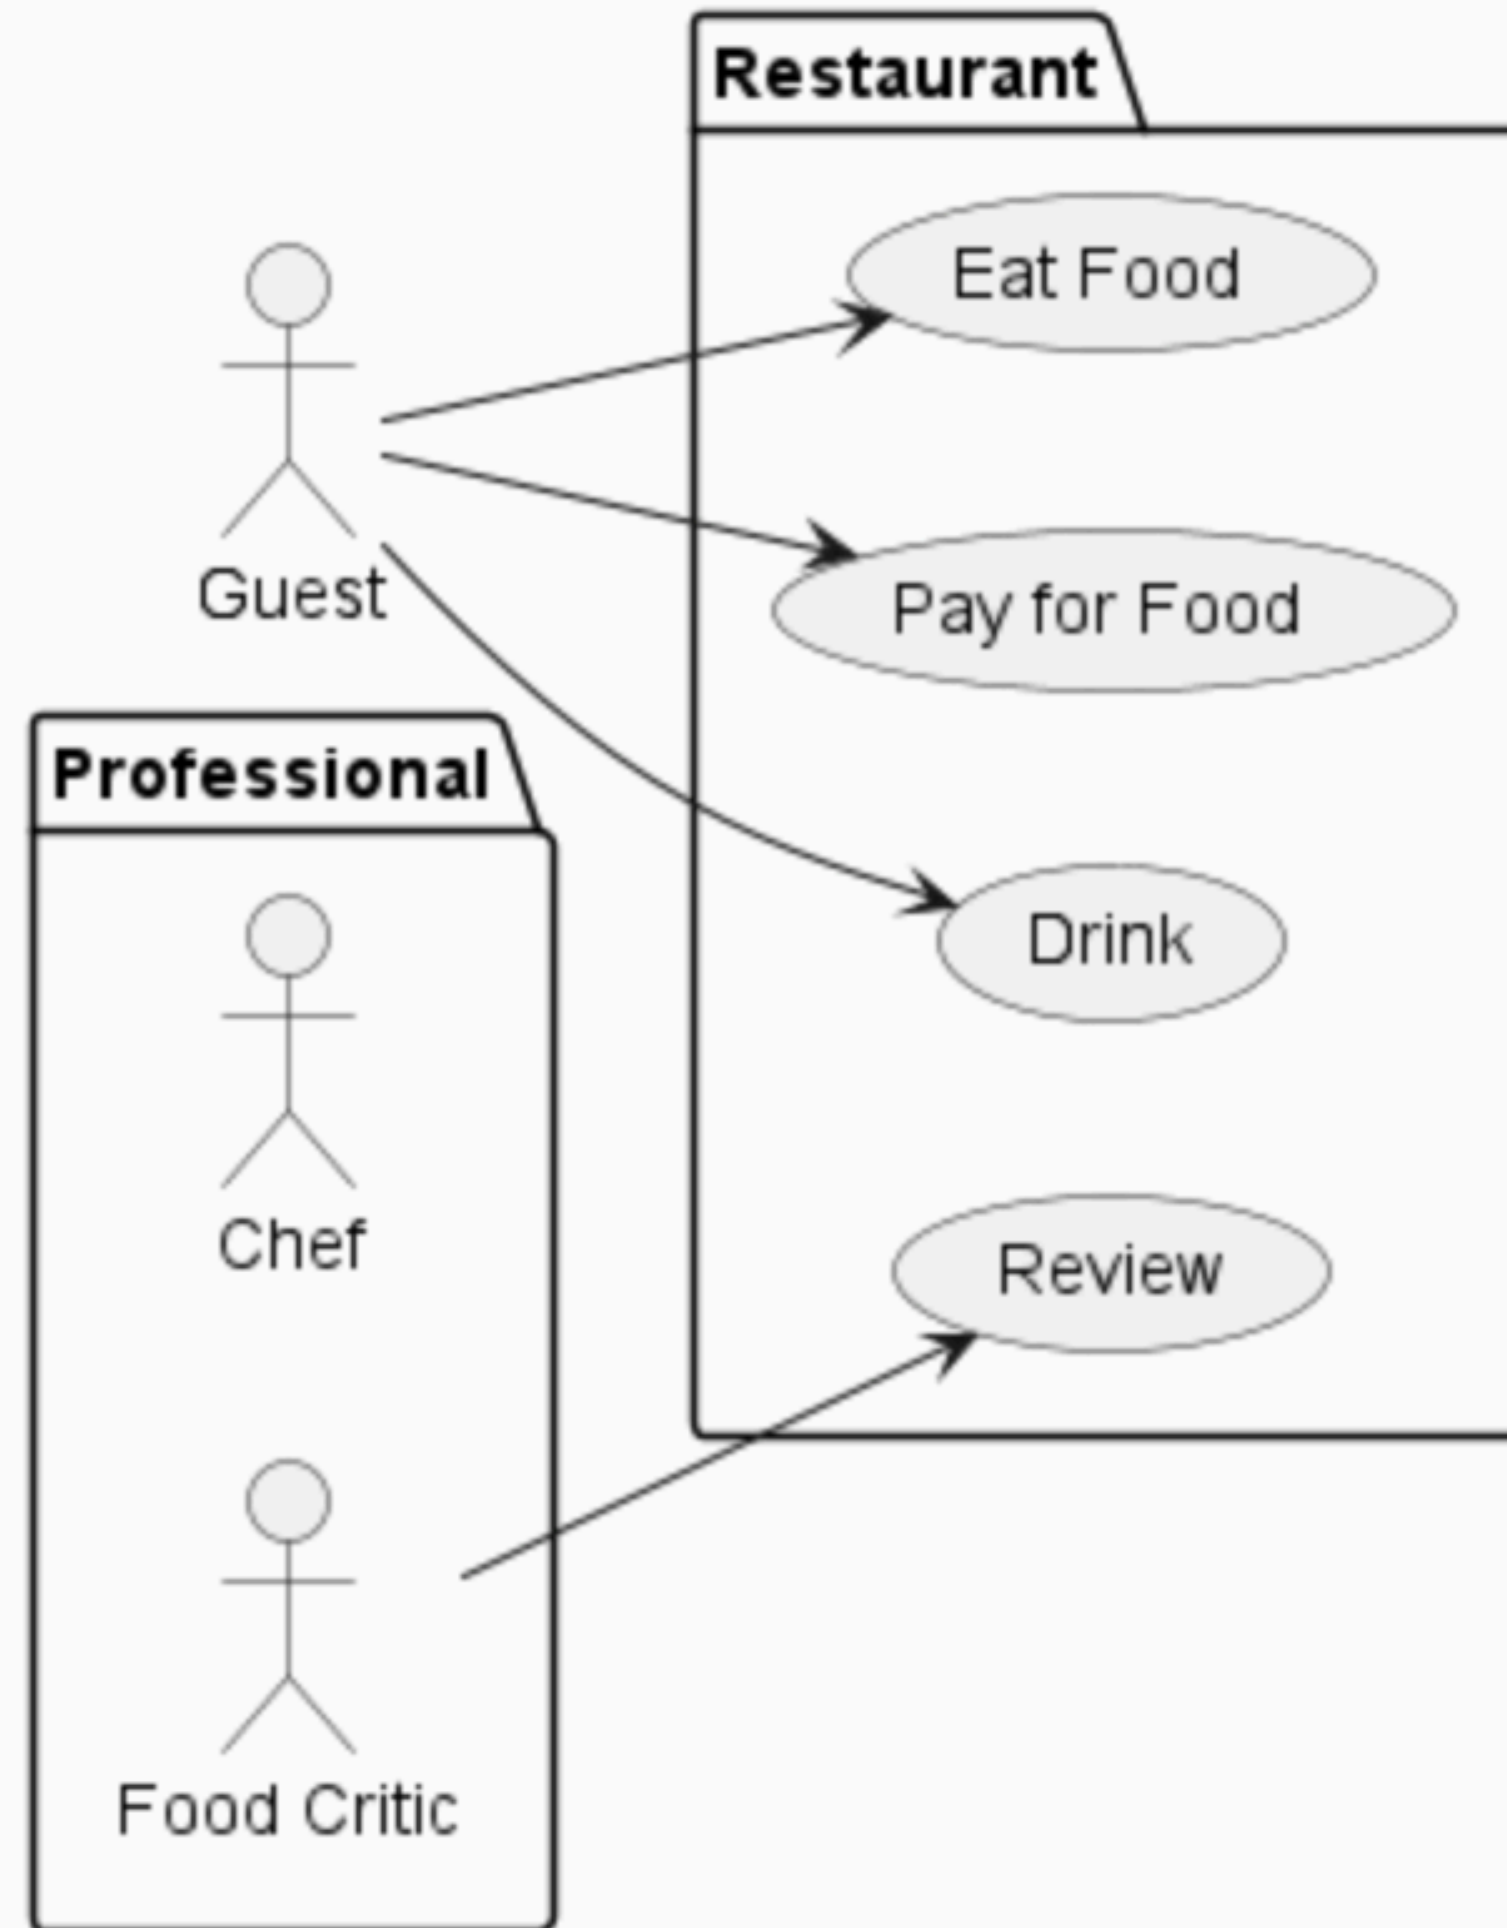 Restaurant
Eat Food
Guest
Pay for Food
Professional
Drink
Chef
Review
Food Critic